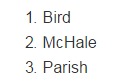 1. Bird
2. McHale
3. Parish